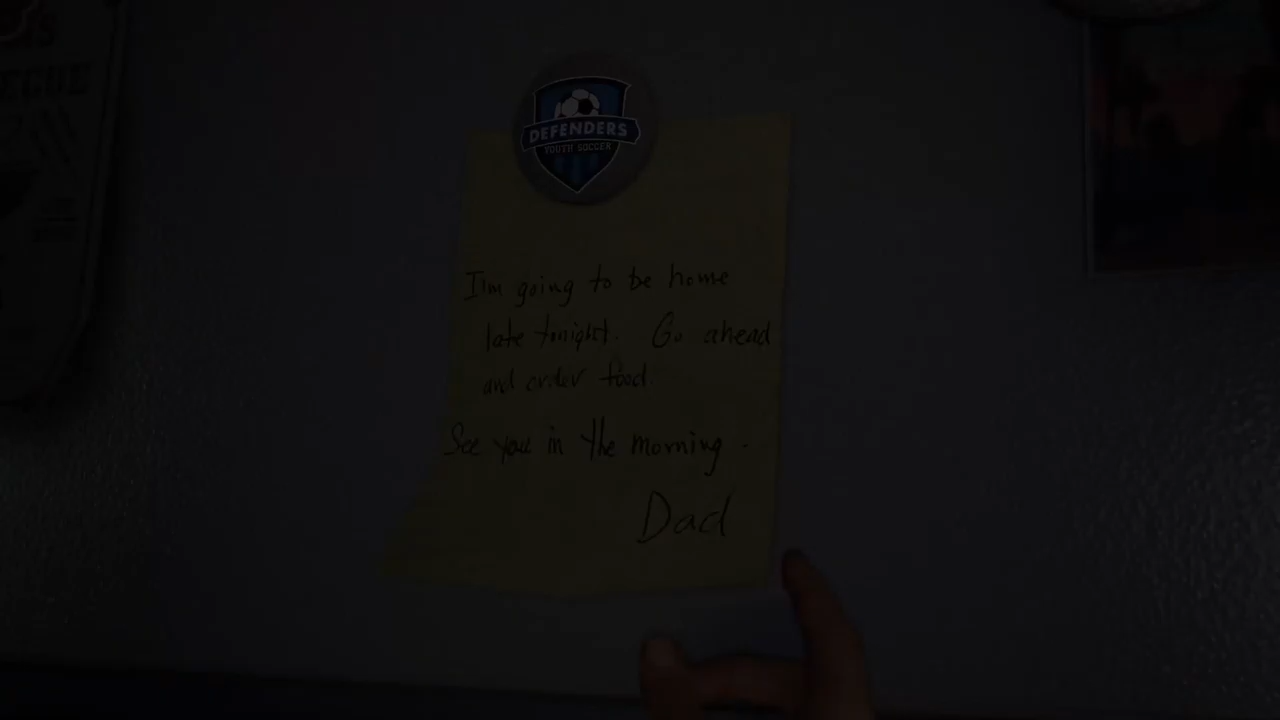 DEFENDERS
YOUTH SOCCER
I'm going to be home
late tonight. Go ahead
and order food.
See you in the morning.
Dad